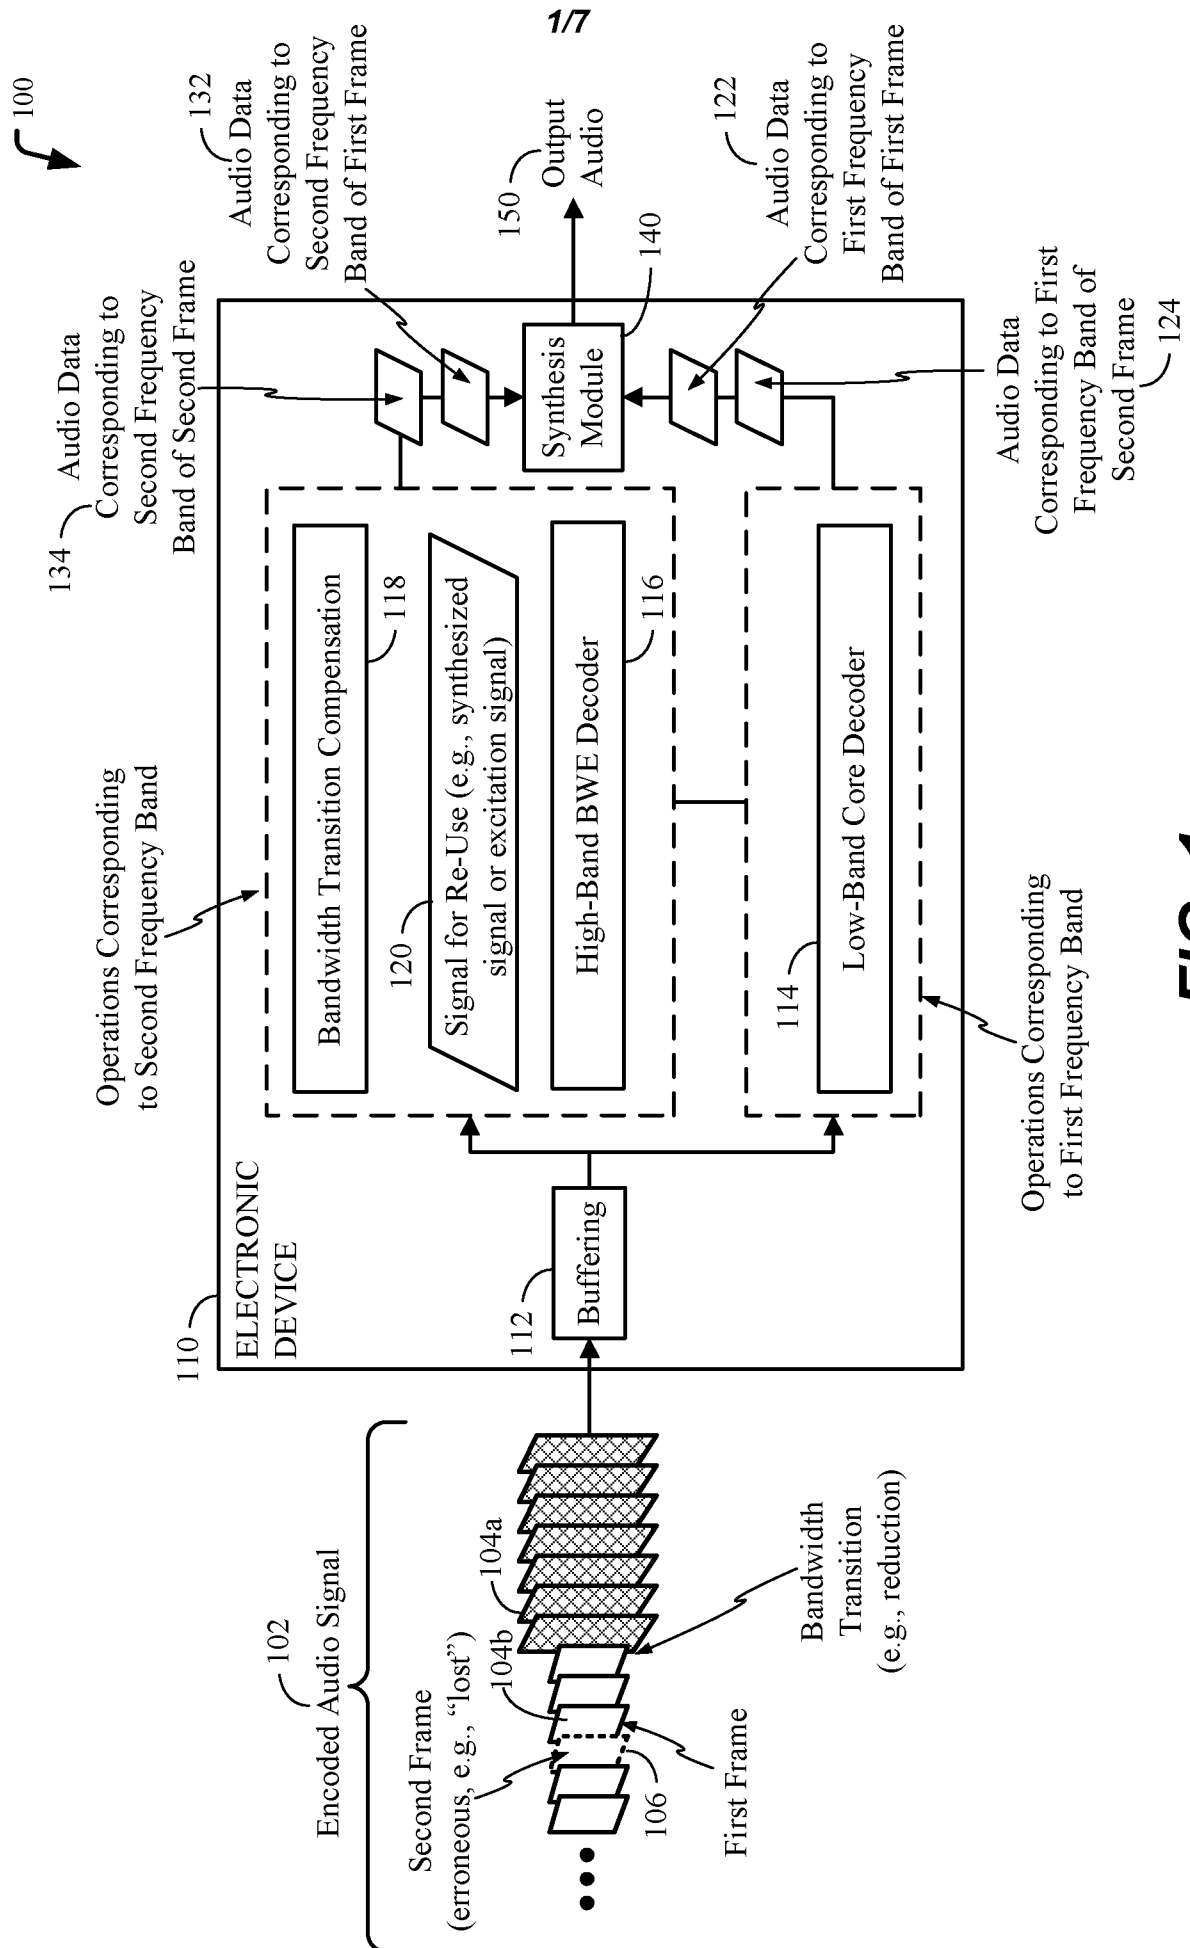 1/7
100
102
Encoded Audio Signal
Second Frame
(erroneous, e.g., “lost”)
104b
104a
106
First Frame
Bandwidth
Transition
(e.g., reduction)
110
ELECTRONIC
DEVICE
112
Buffering
Operations Corresponding
to Second Frequency Band
Bandwidth Transition Compensation
118
120
Signal for Re-Use (e.g., synthesized
signal or excitation signal)
High-Band BWE Decoder
116
114
Low-Band Core Decoder
Operations Corresponding
to First Frequency Band
134
Audio Data
Corresponding to
Second Frequency
Band of Second Frame
132
Audio Data
Corresponding to
Second Frequency
Band of First Frame
Synthesis
Module
140
150
Output
Audio
122
Audio Data
Corresponding to
First Frequency
Band of First Frame
Audio Data
Corresponding to First
Frequency Band of
Second Frame
124